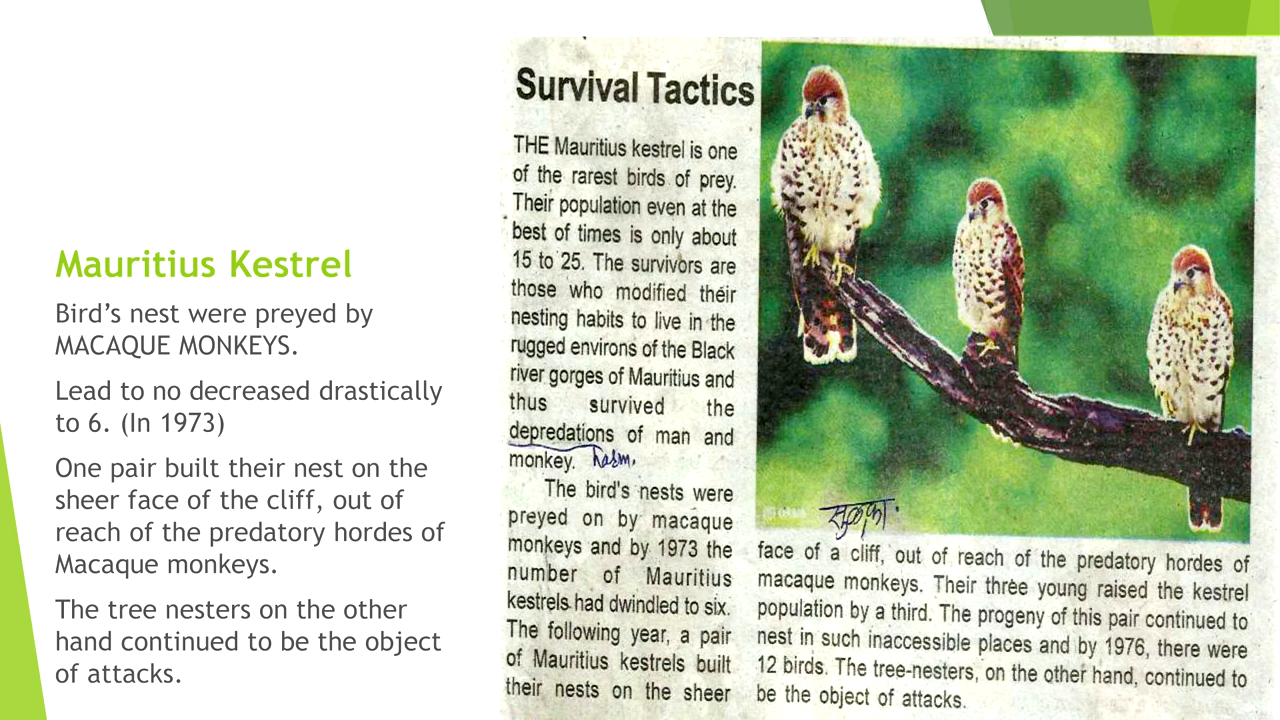 Mauritius Kestrel
Bird’s nest were preyed by
MACAQUE MONKEYS.
Lead to no decreased drastically
to 6. (In 1973)
One pair built their nest on the
sheer face of the cliff, out of
reach of the predatory hordes of
Macaque monkeys.
The tree nesters on the other
hand continued to be the object
of attacks.
Survival Tactics
THE Mauritius kestrel is one
of the rarest birds of prey.
Their population even at the
best of times is only about
15 to 25. The survivors are
those who modified their
nesting habits to live in the
rugged environs of the Black
river gorges of Mauritius and
thus survived the
depredations of man and
monkey. harm.
The bird's nests were
preyed on by macaque
monkeys and by 1973 the
number of Mauritius
kestrels had dwindled to six.
The following year, a pair
of Mauritius kestrels built
their nests on the sheer
face of a cliff, out of reach of the predatory hordes of
macaque monkeys. Their three young raised the kestrel
population by a third. The progeny of this pair continued to
nest in such inaccessible places and by 1976, there were
12 birds. The tree-nesters, on the other hand, continued to
be the object of attacks.